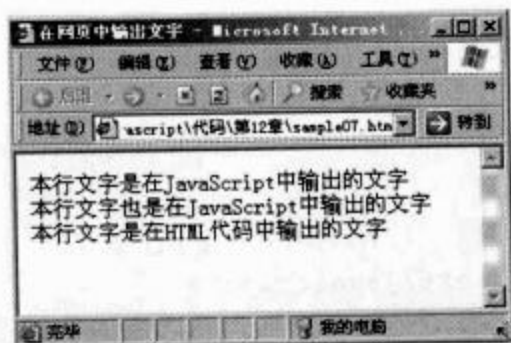 在网页中输出文字 - Microsoft Internet ...
文件(F) 编辑(E) 查看(V) 收藏(A) 工具(T) »
后退 搜索 收藏夹 »
地址(D) ascript\代码\第12章\sample07.htm 转到
本行文字是在JavaScript中输出的文字
本行文字也是在JavaScript中输出的文字
本行文字是在HTML代码中输出的文字
完毕 我的电脑